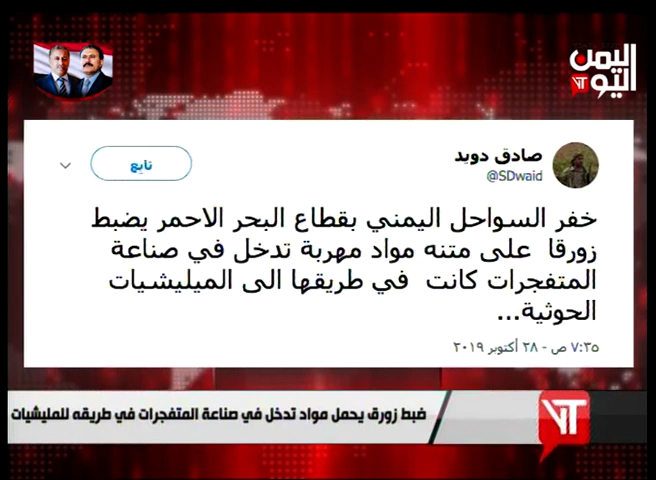 اليمن
اليوم
صادق دويد
@SDwaid
تابع
خفر السواحل اليمني بقطاع البحر الاحمر يضبط
زورقا على متنه مواد مهربة تدخل في صناعة
المتفجرات كانت في طريقها الى الميليشيات
الحوثية...
٧:٣٥ ص - ٢٨ أكتوبر ٢٠١٩
ضبط زورق يحمل مواد تدخل في صناعة المتفجرات في طريقه للمليشيات